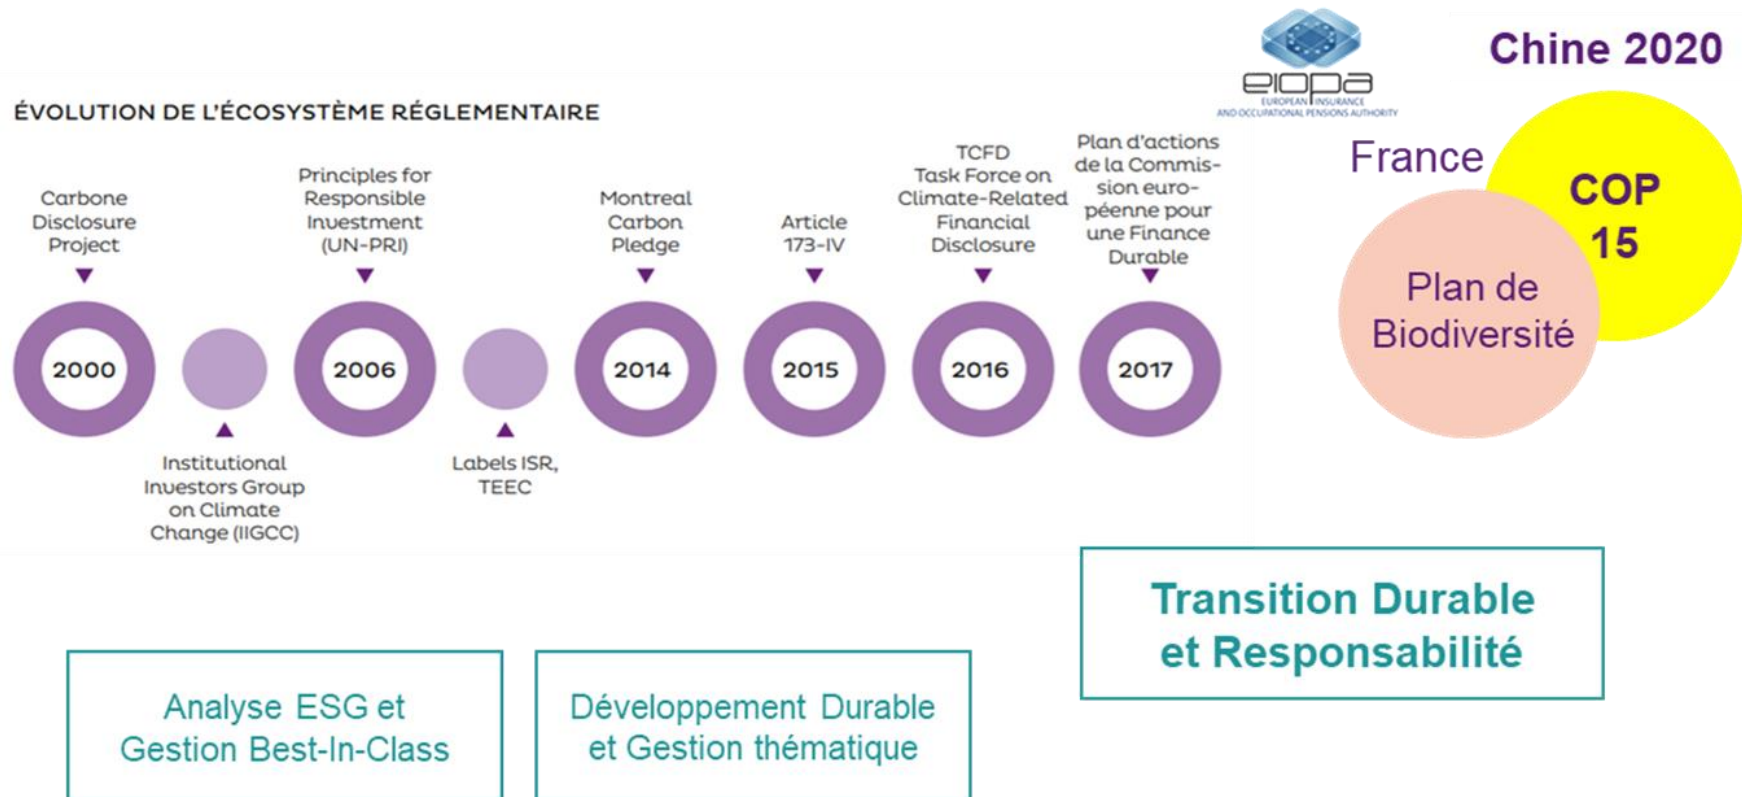 eiopa
EUROPEAN INSURANCE
AND OCCUPATIONAL PENSIONS AUTHORITY
Chine 2020
ÉVOLUTION DE L'ÉCOSYSTÈME RÉGLEMENTAIRE
France
COP
15
Plan de
Biodiversité
Carbone
Disclosure
Project
Principles for
Responsible
Investment
(UN-PRI)
Montreal
Carbon
Pledge
Article
173-IV
TCFD
Task Force on
Climate-Related
Financial
Disclosure
Plan d'actions
de la Commis-
sion euro-
péenne pour
une Finance
Durable
2000
2006
2014
2015
2016
2017
Institutional
Investors Group
on Climate
Change (IIGCC)
Labels ISR,
TEEC
Transition Durable
et Responsabilité
Analyse ESG et
Gestion Best-In-Class
Développement Durable
et Gestion thématique